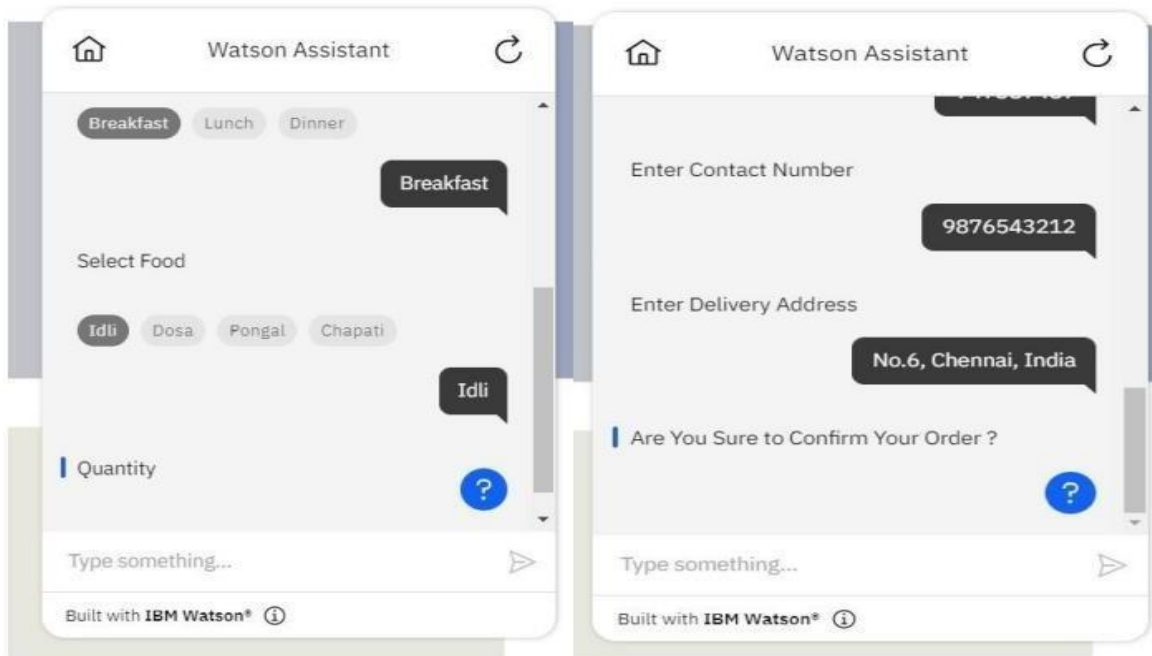 Watson Assistant
Breakfast Lunch Dinner
Breakfast
Select Food
Idli Dosa Pongal Chapati
Idli
Quantity
?
Type something...
Built with IBM Watson®
Watson Assistant
Enter Contact Number
9876543212
Enter Delivery Address
No.6, Chennai, India
Are You Sure to Confirm Your Order ?
?
Type something...
Built with IBM Watson®